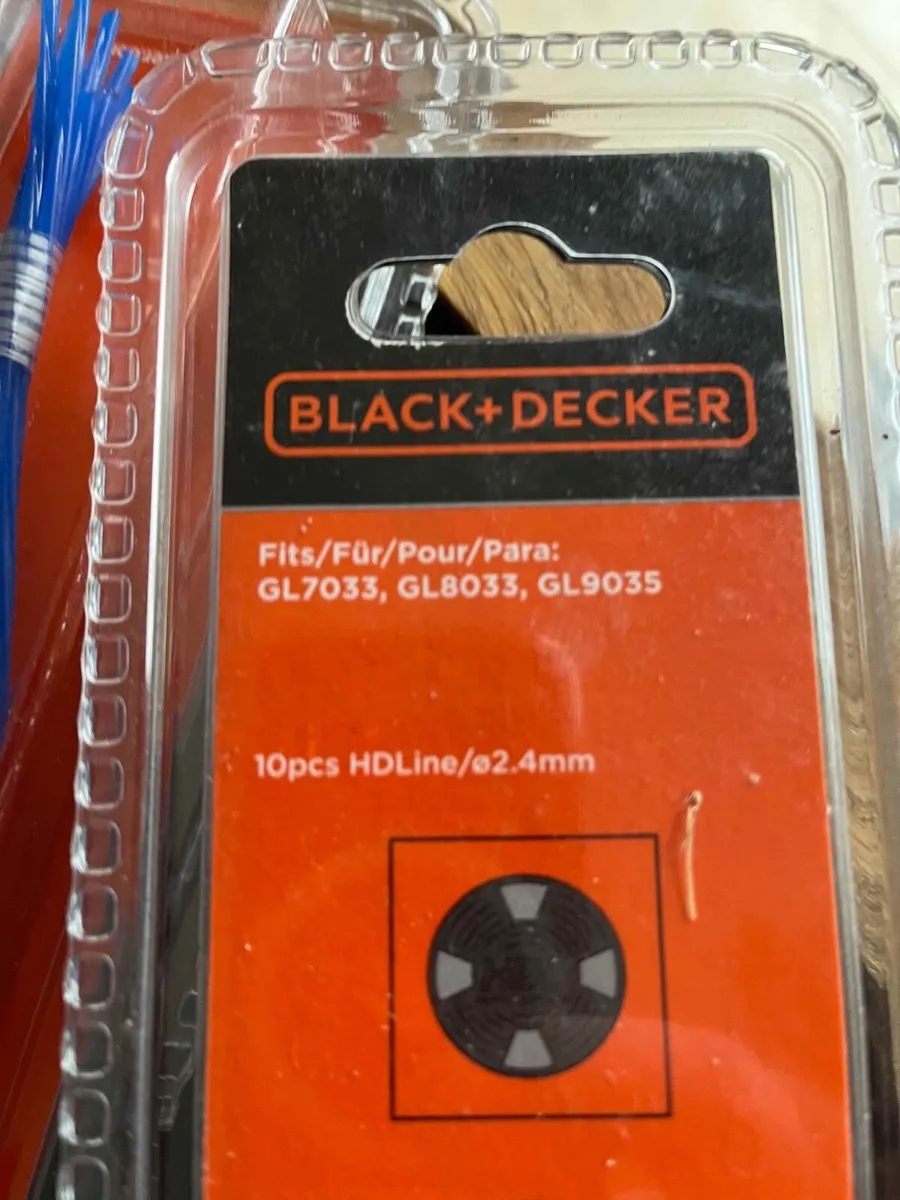 BLACK+DECKER
Fits/Für/Pour/Para:
GL7033, GL8033, GL9035
10pcs HDLine/ø2.4mm